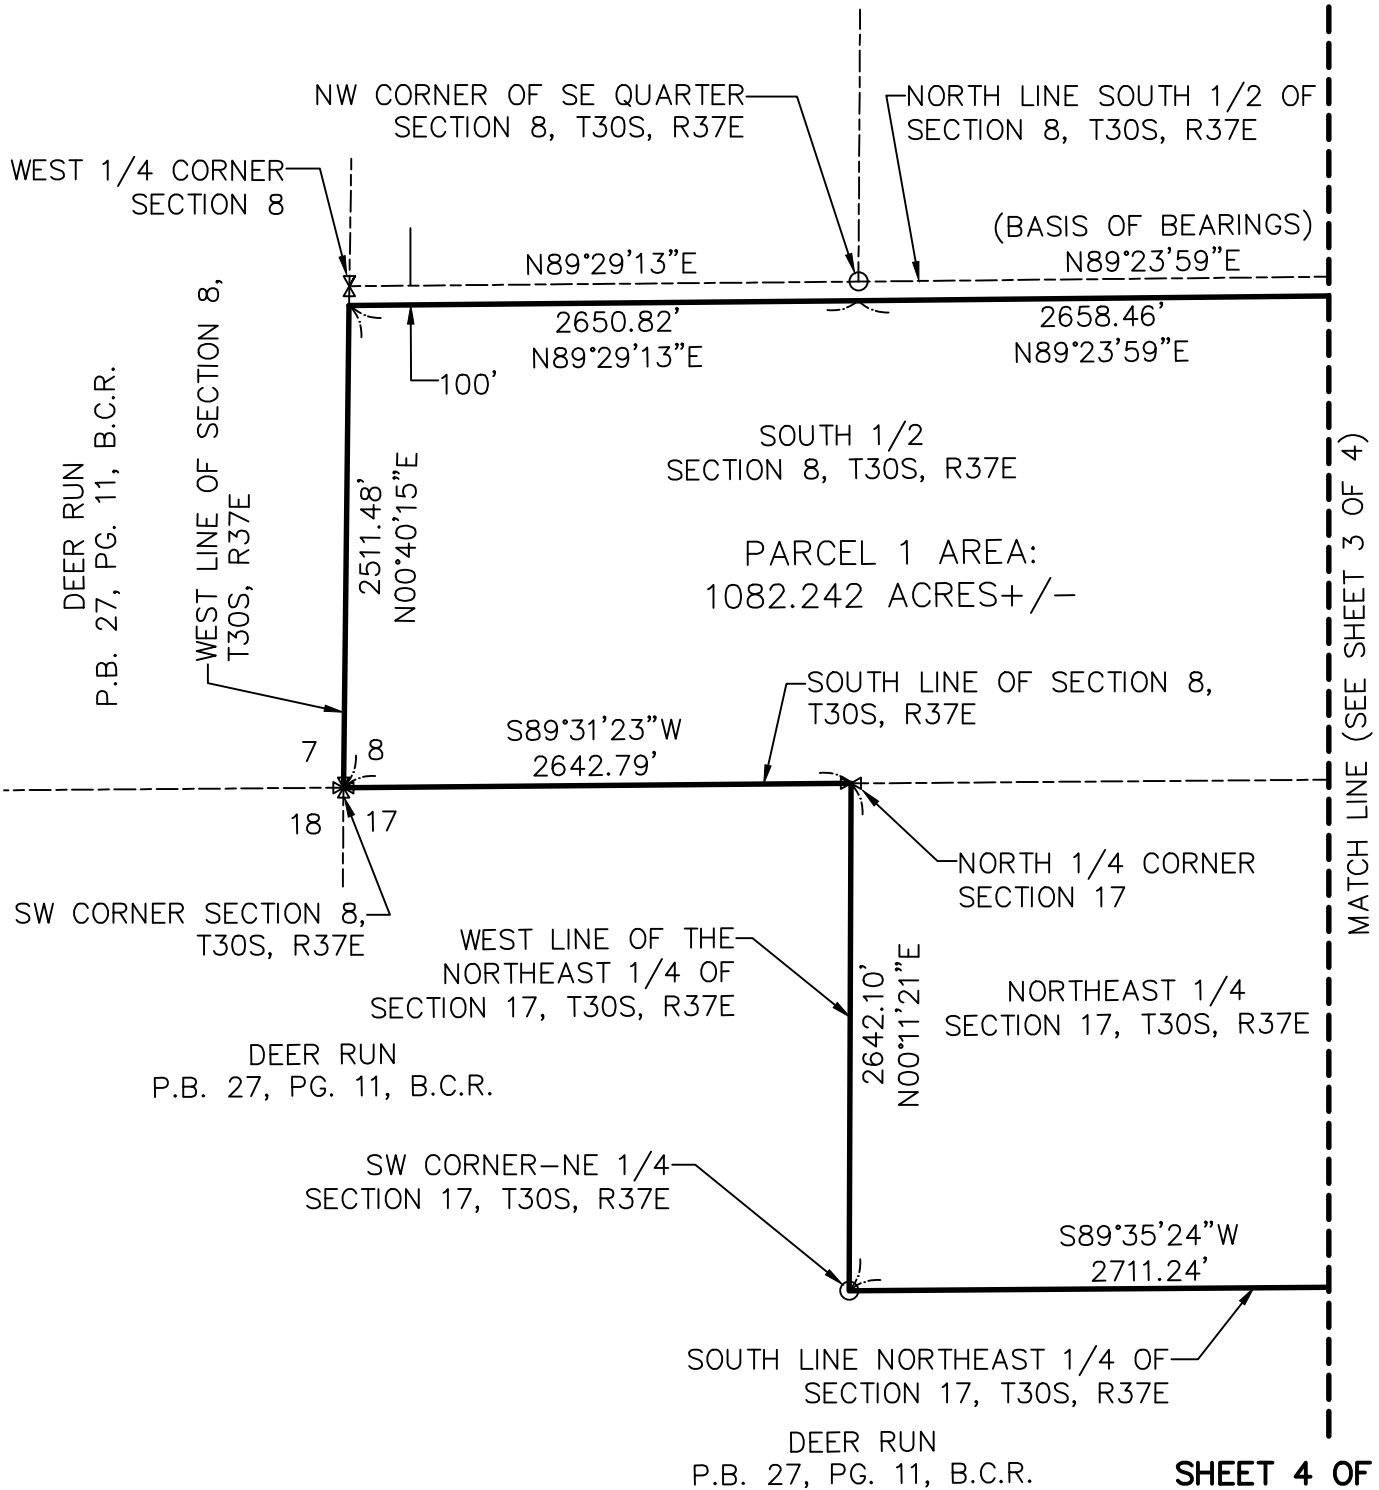 NW CORNER OF SE QUARTER
SECTION 8, T30S, R37E
NORTH LINE SOUTH 1/2 OF
SECTION 8, T30S, R37E
WEST 1/4 CORNER
SECTION 8
(BASIS OF BEARINGS)
N89°23'59"E
N89°29'13"E
2650.82'
N89°29'13"E
2658.46'
N89°23'59"E
100'
WEST LINE OF SECTION 8,
T30S, R37E
DEER RUN
P.B. 27, PG. 11, B.C.R.
2511.48'
N00°40'15"E
SOUTH 1/2
SECTION 8, T30S, R37E
PARCEL 1 AREA:
1082.242 ACRES+/-
MATCH LINE (SEE SHEET 3 OF 4)
SOUTH LINE OF SECTION 8,
T30S, R37E
S89°31'23"W
2642.79'
7 8
18 17
SW CORNER SECTION 8,
T30S, R37E
NORTH 1/4 CORNER
SECTION 17
WEST LINE OF THE
NORTHEAST 1/4 OF
SECTION 17, T30S, R37E
2642.10'
N00°11'21"E
NORTHEAST 1/4
SECTION 17, T30S, R37E
DEER RUN
P.B. 27, PG. 11, B.C.R.
SW CORNER-NE 1/4
SECTION 17, T30S, R37E
S89°35'24"W
2711.24'
SOUTH LINE NORTHEAST 1/4 OF
SECTION 17, T30S, R37E
DEER RUN
P.B. 27, PG. 11, B.C.R.
SHEET 4 OF